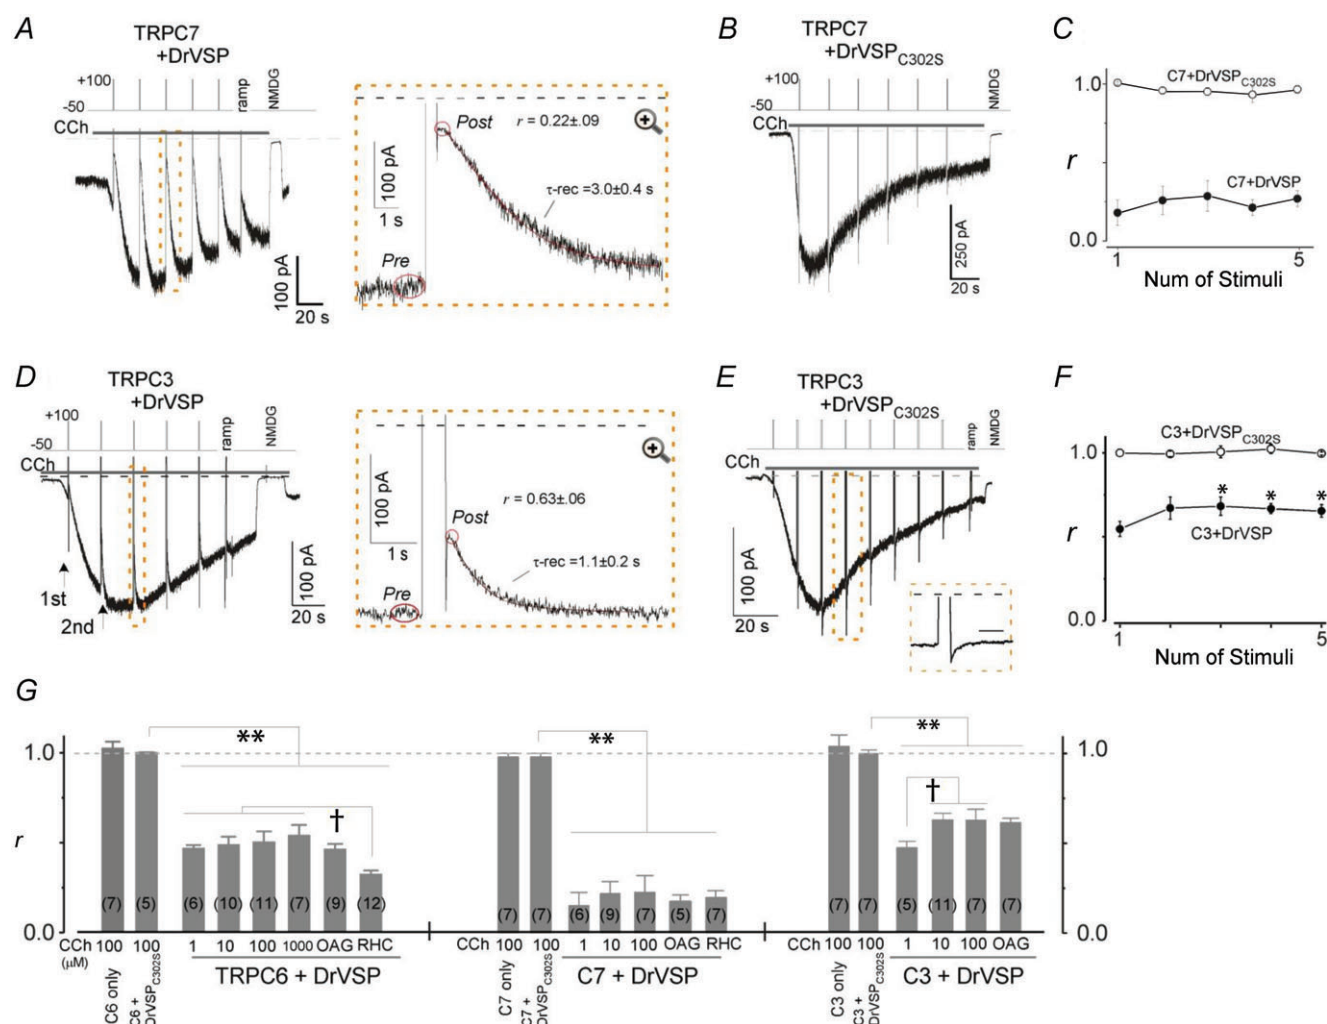 A
TRPC7
+DrVSP
+100
-50
ramp
NMDG
CCh
100 pA
20 s
Post
r = 0.22±.09
100 pA
1 s
τ-rec =3.0±0.4 s
Pre
B
TRPC7
+DrVSPC302S
+100
-50
NMDG
CCh
250 pA
20 s
C
1.0
C7+DrVSPC302S
r
C7+DrVSP
0.0
1 5
Num of Stimuli
D
TRPC3
+DrVSP
+100
-50
ramp
NMDG
CCh
1st
2nd
100 pA
20 s
r = 0.63±.06
100 pA
1 s
Post
τ-rec =1.1±0.2 s
Pre
E
TRPC3
+DrVSPC302S
ramp
NMDG
CCh
100 pA
20 s
F
C3+DrVSPC302S
1.0
* * *
r
C3+DrVSP
0.0
1 5
Num of Stimuli
G
** ** **
1.0 1.0
† †
r
(7) (5) (6) (10) (11) (7) (9) (12) (7) (7) (6) (9) (7) (5) (7) (7) (7) (5) (11) (7) (7)
0.0 0.0
CCh 100 100 1 10 100 1000 OAG RHC CCh 100 100 1 10 100 OAG RHC CCh 100 100 1 10 100 OAG
(μM)
C6 only
C6 +
DrVSPC302S
TRPC6 + DrVSP
C7 only
C7 +
DrVSPC302S
C7 + DrVSP
C3 only
C3 +
DrVSPC302S
C3 + DrVSP